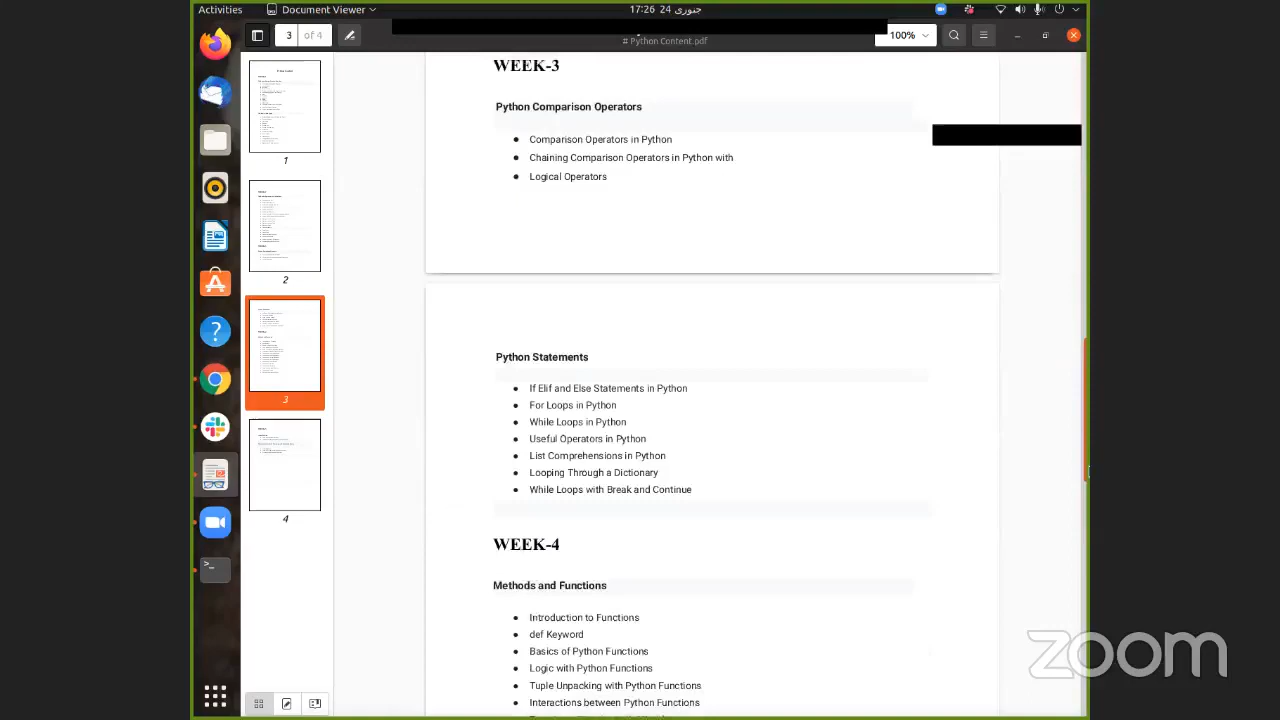 Activities
Document Viewer
17:26 24 جنوری
3 of 4
# Python Content.pdf
100%
1
2
3
4
WEEK-3
Python Comparison Operators
● Comparison Operators in Python
● Chaining Comparison Operators in Python with
● Logical Operators
Python Statements
● If Elif and Else Statements in Python
● For Loops in Python
● While Loops in Python
● Useful Operators in Python
● List Comprehensions in Python
● Looping Through a Dictionary
● While Loops with Break and Continue
WEEK-4
Methods and Functions
● Introduction to Functions
● def Keyword
● Basics of Python Functions
● Logic with Python Functions
● Tuple Unpacking with Python Functions
● Interactions between Python Functions
zoom